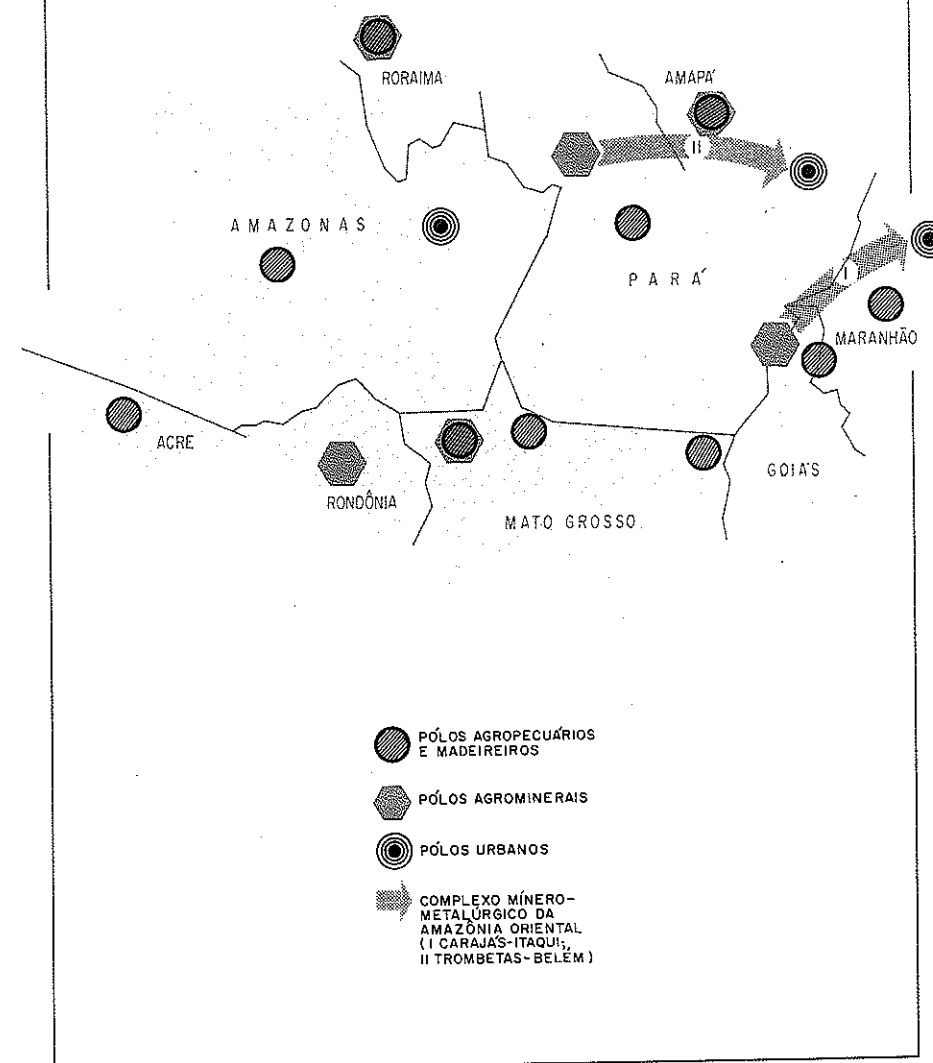 RORAIMA
AMAPÁ
II
AMAZONAS
PARÁ
I
MARANHÃO
ACRE
GOIÁS
RONDÔNIA
MATO GROSSO
PÓLOS AGROPECUÁRIOS
E MADEIREIROS
PÓLOS AGROMINERAIS
PÓLOS URBANOS
COMPLEXO MÍNERO-
METALÚRGICO DA
AMAZÔNIA ORIENTAL
(I CARAJÁS-ITAQUI;
II TROMBETAS-BELÉM)